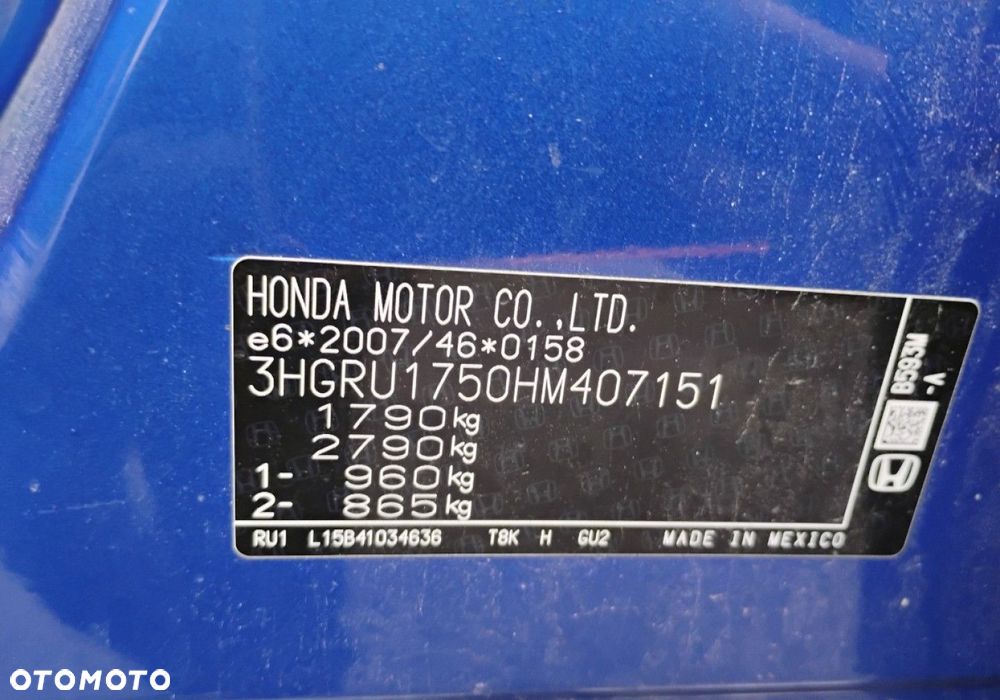 HONDA MOTOR CO.,LTD.
e6*2007/46*0158
3HGRU1750HM407151
1790kg
2790kg
1- 960kg
2- 865kg
RU1 L15B41034636 T8K H GU2 MADE IN MEXICO
B593M V.
OTOMOTO